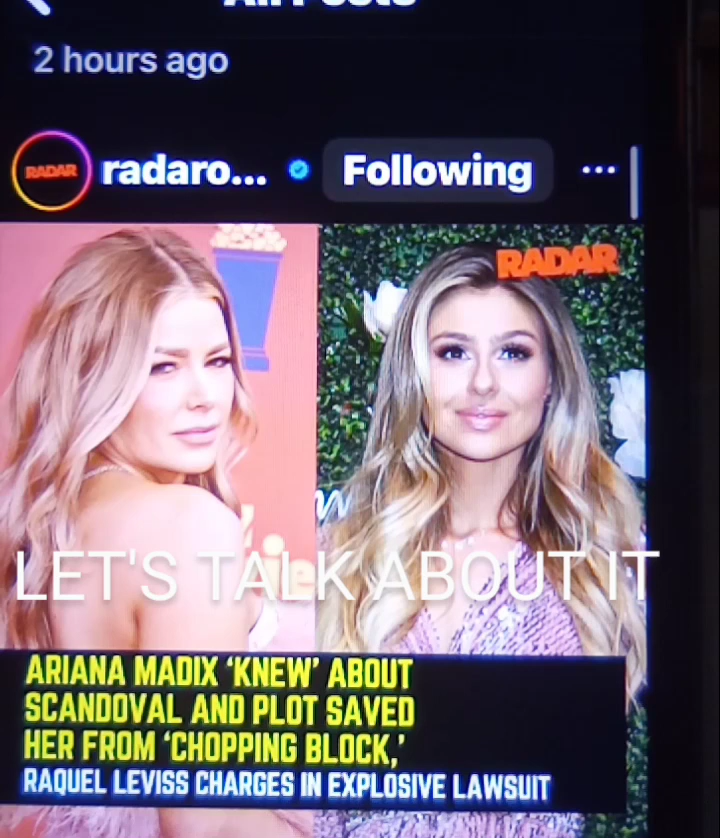 2 hours ago
RADAR
radaro...
Following
RADAR
LET'S TALK ABOUT IT
ARIANA MADIX ‘KNEW’ ABOUT
SCANDOVAL AND PLOT SAVED
HER FROM ‘CHOPPING BLOCK,’
RAQUEL LEVISS CHARGES IN EXPLOSIVE LAWSUIT